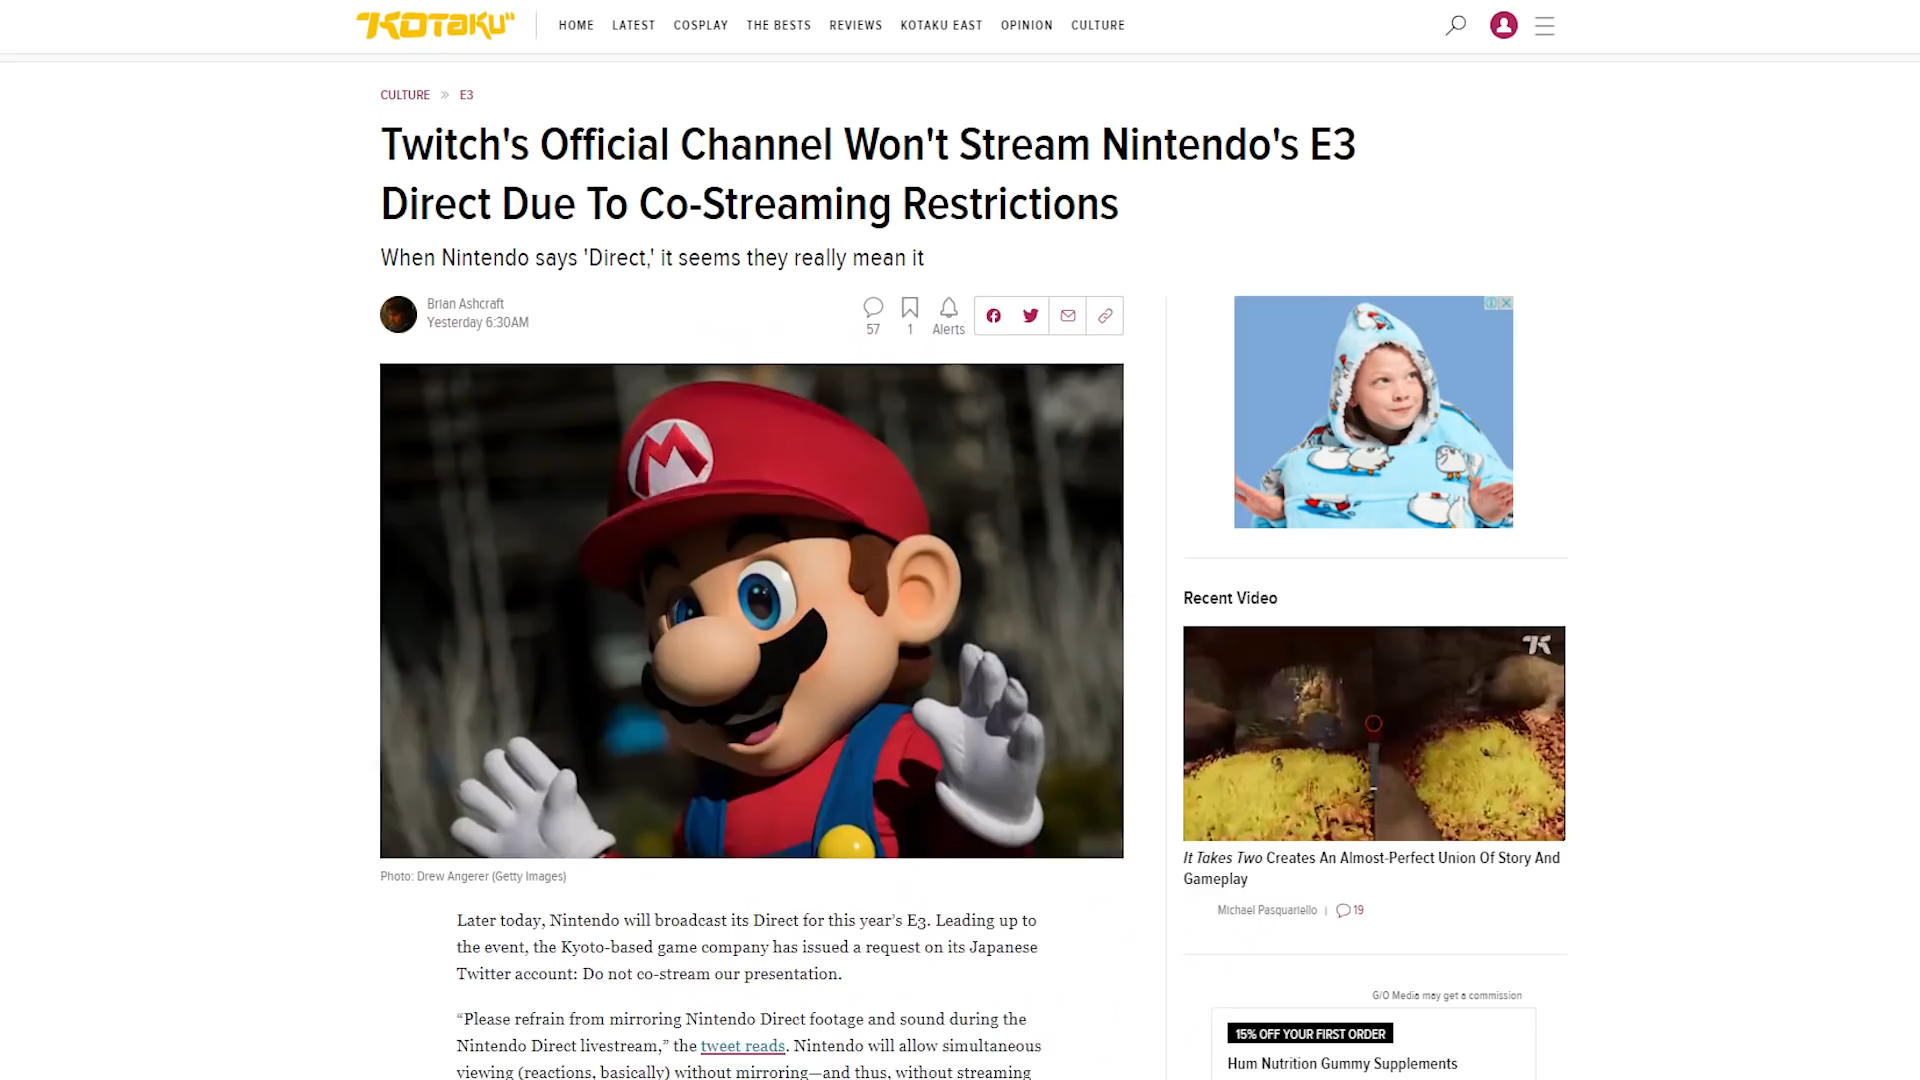 KOTAKU
HOME LATEST COSPLAY THE BESTS REVIEWS KOTAKU EAST OPINION CULTURE
CULTURE » E3
Twitch's Official Channel Won't Stream Nintendo's E3
Direct Due To Co-Streaming Restrictions
When Nintendo says 'Direct,' it seems they really mean it
Brian Ashcraft
Yesterday 6:30AM
57
1
Alerts
M
Photo: Drew Angerer (Getty Images)
Later today, Nintendo will broadcast its Direct for this year’s E3. Leading up to
the event, the Kyoto-based game company has issued a request on its Japanese
Twitter account: Do not co-stream our presentation.
“Please refrain from mirroring Nintendo Direct footage and sound during the
Nintendo Direct livestream,” the tweet reads. Nintendo will allow simultaneous
viewing (reactions, basically) without mirroring—and thus, without streaming
Recent Video
It Takes Two Creates An Almost-Perfect Union Of Story And
Gameplay
Michael Pasquariello | 19
G/O Media may get a commission
15% OFF YOUR FIRST ORDER
Hum Nutrition Gummy Supplements